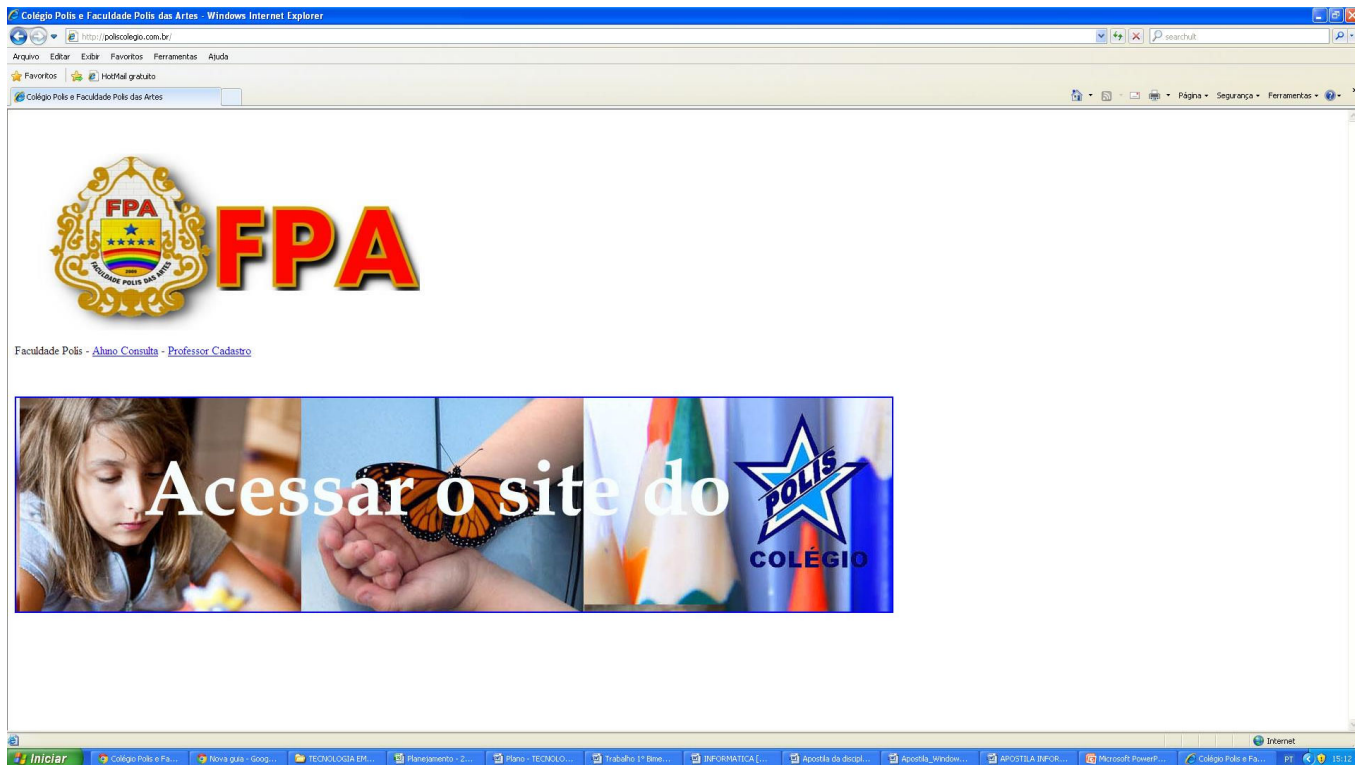 Colégio Polis e Faculdade Polis das Artes - Windows Internet Explorer
http://poliscolegio.com.br/
searchult
Arquivo Editar Exibir Favoritos Ferramentas Ajuda
Favoritos HotMail gratuito
Colégio Polis e Faculdade Polis das Artes
Página Segurança Ferramentas
FPA
FPA
2009
FACULDADE POLIS DAS ARTES
Faculdade Polis - Aluno Consulta - Professor Cadastro
Acessar o site do
POLIS
COLÉGIO
Internet
Iniciar Colégio Polis e Fa... Nova guia - Goog... TECNOLOGIA EM... Planejamento - 2... Plano - TECNOLO... Trabalho 1° Bime... INFORMATICA [... Apostila da discipl... Apostila_Window... APOSTILA INFOR... Microsoft PowerP... Colégio Polis e Fa... PT 15:12